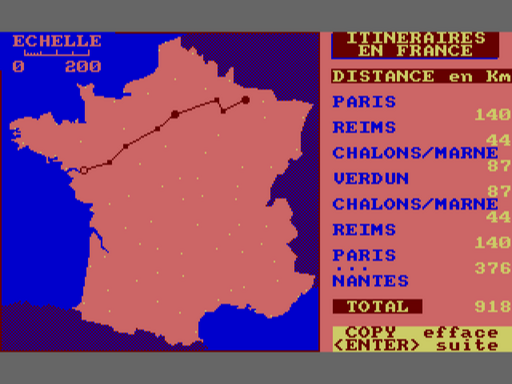 ECHELLE
0 200
ITINERAIRES
EN FRANCE
DISTANCE en Km
PARIS
140
REIMS
44
CHALONS/MARNE
87
VERDUN
87
CHALONS/MARNE
44
REIMS
140
PARIS
... 376
NANTES
TOTAL 918
COPY efface
<ENTER> suite